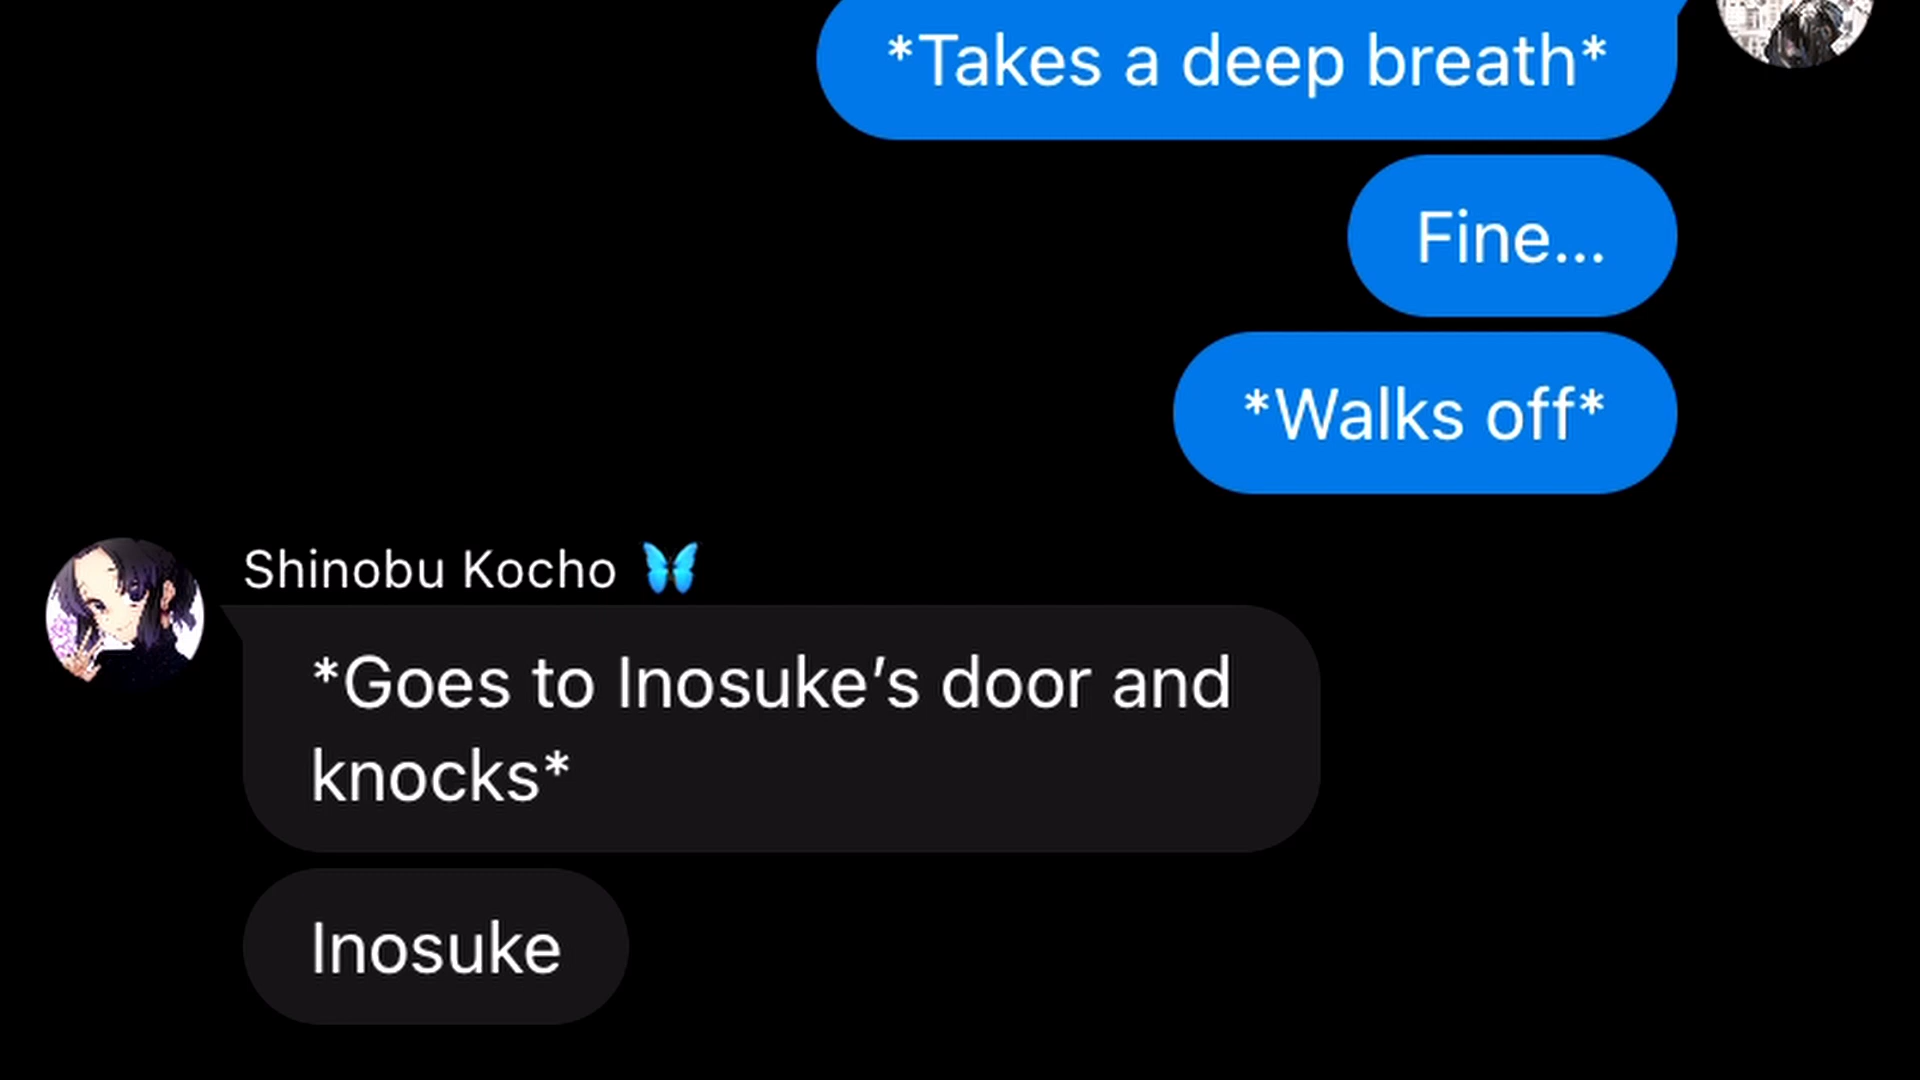 *Takes a deep breath*
Fine...
*Walks off*
Shinobu Kocho 🦋
*Goes to Inosuke’s door and
knocks*
Inosuke